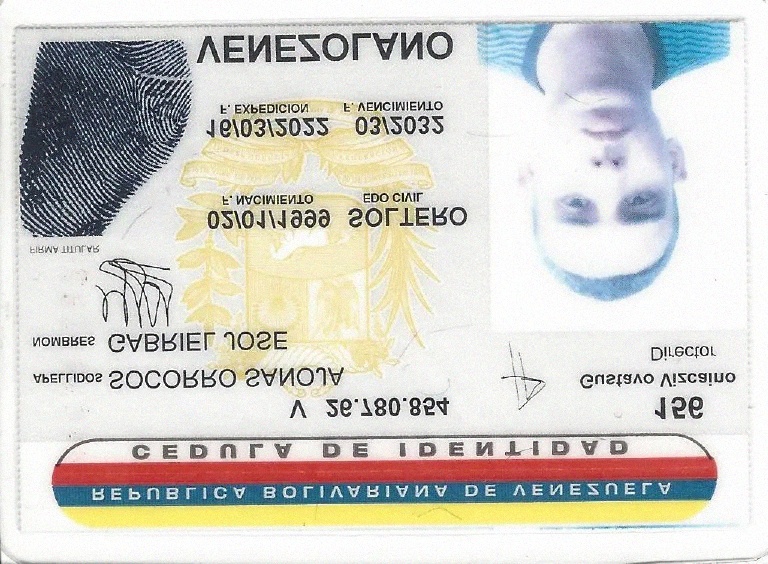 REPUBLICA BOLIVARIANA DE VENEZUELA
CEDULA DE IDENTIDAD
V 26.780.854
156
APELLIDOS SOCORRO SANOJA
Gustavo Vizcaino
NOMBRES GABRIEL JOSE
Director
FIRMA TITULAR
02/01/1999 SOLTERO
F. NACIMIENTO EDO CIVIL
16/03/2022 03/2032
F. EXPEDICION F. VENCIMIENTO
VENEZOLANO